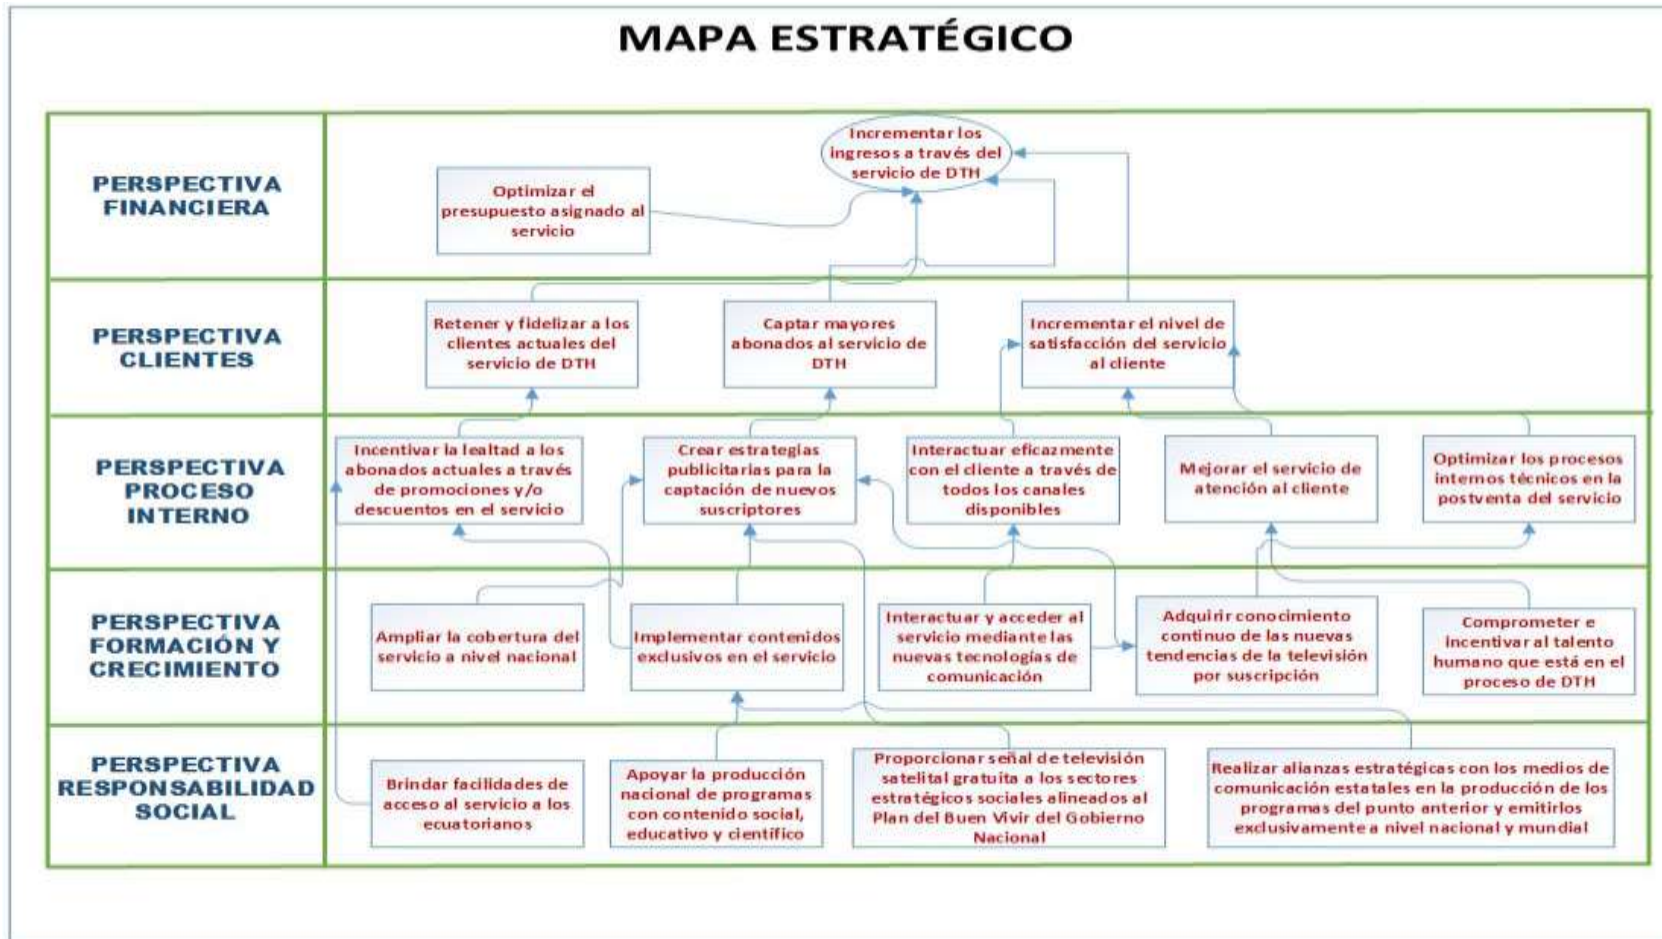 MAPA ESTRATÉGICO
PERSPECTIVA
FINANCIERA
Optimizar el
presupuesto asignado al
servicio
Incrementar los
ingresos a través del
servicio de DTH
PERSPECTIVA
CLIENTES
Retener y fidelizar a los
clientes actuales del
servicio de DTH
Captar mayores
abonados al servicio de
DTH
Incrementar el nivel de
satisfacción del servicio
al cliente
PERSPECTIVA
PROCESO
INTERNO
Incentivar la lealtad a los
abonados actuales a través
de promociones y/o
descuentos en el servicio
Crear estrategias
publicitarias para la
captación de nuevos
suscriptores
Interactuar eficazmente
con el cliente a través de
todos los canales
disponibles
Mejorar el servicio de
atención al cliente
Optimizar los procesos
internos técnicos en la
postventa del servicio
PERSPECTIVA
FORMACIÓN Y
CRECIMIENTO
Ampliar la cobertura del
servicio a nivel nacional
Implementar contenidos
exclusivos en el servicio
Interactuar y acceder al
servicio mediante las
nuevas tecnologías de
comunicación
Adquirir conocimiento
continuo de las nuevas
tendencias de la televisión
por suscripción
Comprometer e
incentivar al talento
humano que está en el
proceso de DTH
PERSPECTIVA
RESPONSABILIDAD
SOCIAL
Brindar facilidades de
acceso al servicio a los
ecuatorianos
Apoyar la producción
nacional de programas
con contenido social,
educativo y científico
Proporcionar señal de televisión
satelital gratuita a los sectores
estratégicos sociales alineados al
Plan del Buen Vivir del Gobierno
Nacional
Realizar alianzas estratégicas con los medios de
comunicación estatales en la producción de los
programas del punto anterior y emitirlos
exclusivamente a nivel nacional y mundial